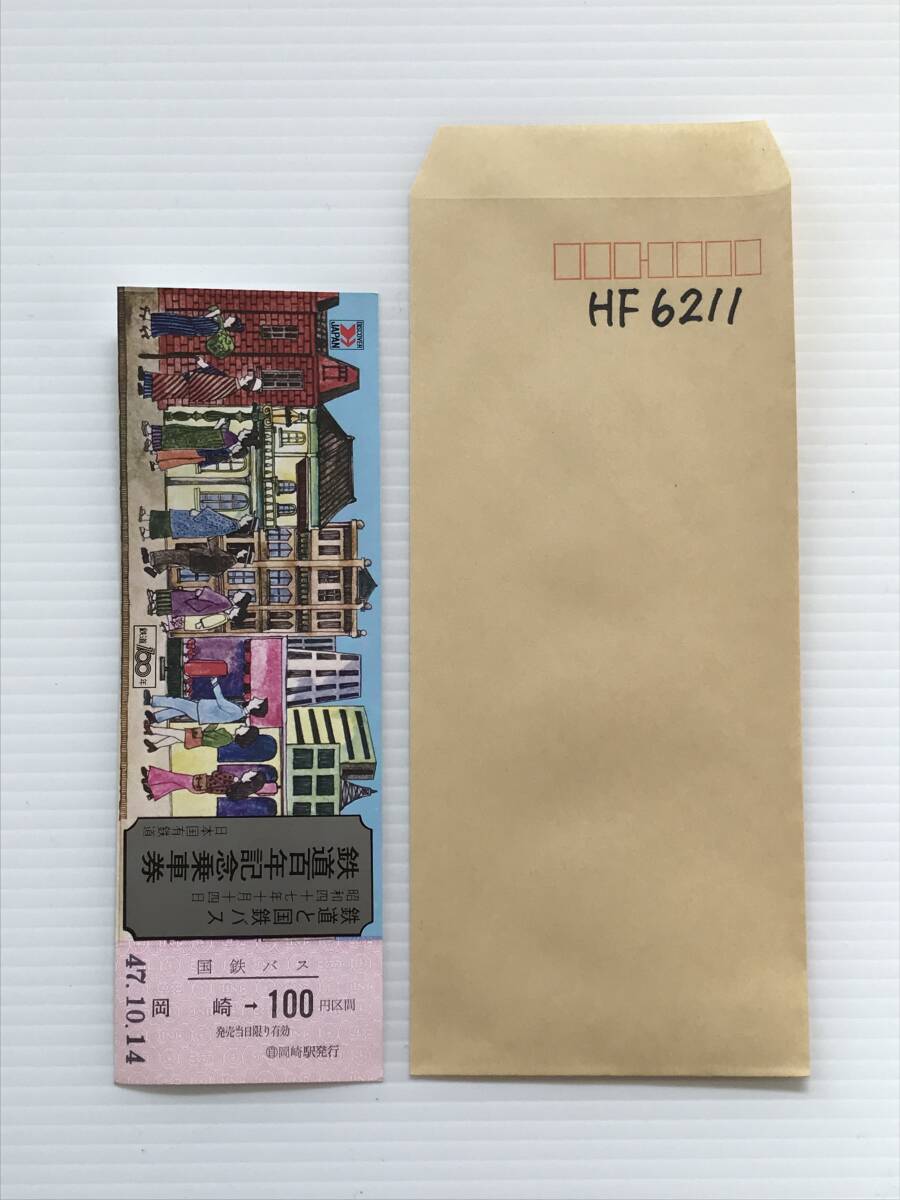 HF6211
DISCOVER
JAPAN
鉄道
100
年
鉄道と国鉄バス
昭和四十七年十月十四日
鉄道百年記念乗車券
日本国有鉄道
国鉄バス
岡崎→100円区間
発売当日限り有効
㊐岡崎駅発行
47.10.14